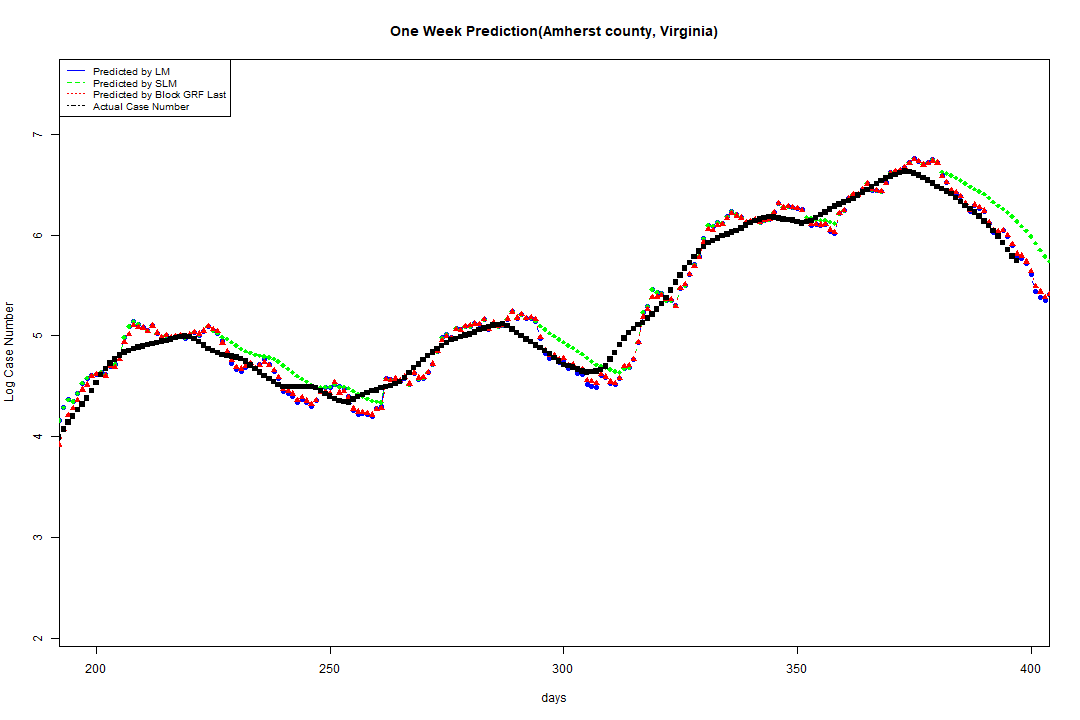 One Week Prediction(Amherst county, Virginia)
Predicted by LM
Predicted by SLM
Predicted by Block GRF Last
Actual Case Number
7
6
5
4
3
2
Log Case Number
200 250 300 350 400
days